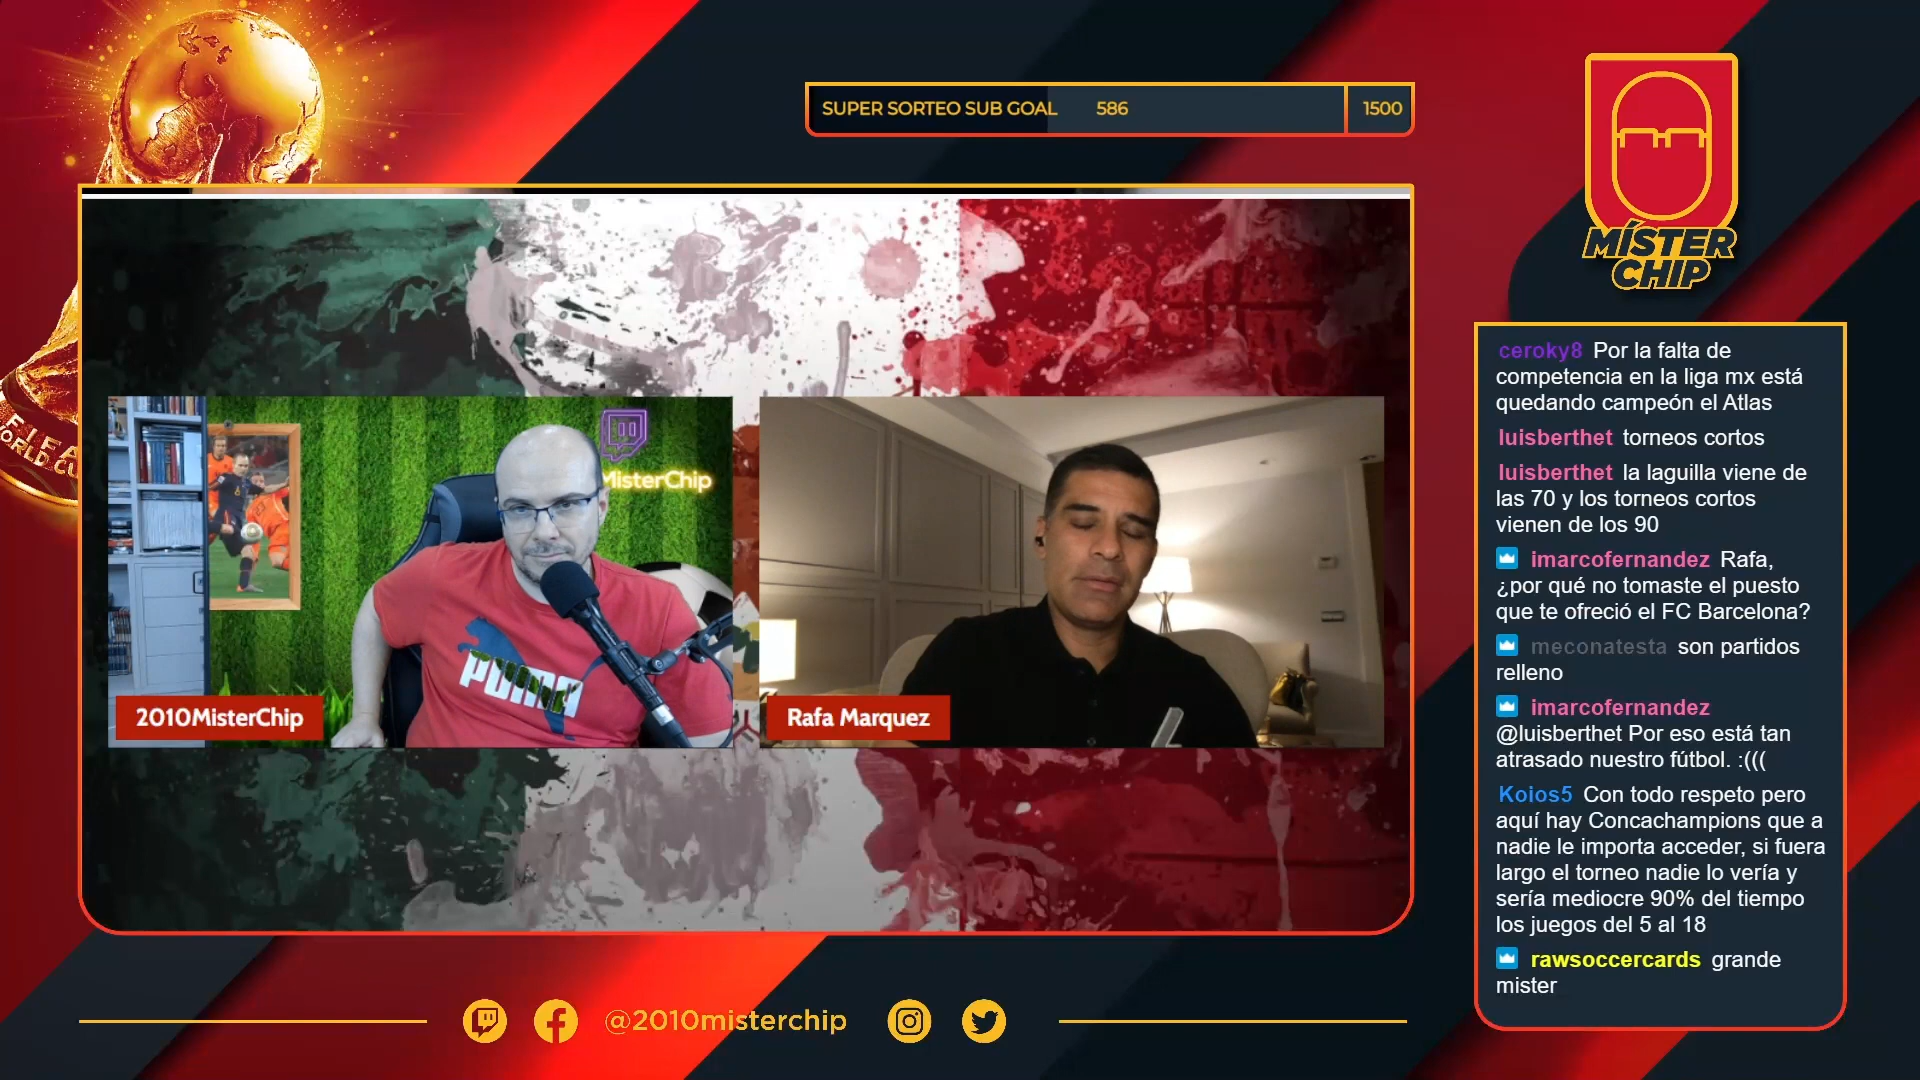 SUPER SORTEO SUB GOAL 586 1500
MÍSTER
CHIP
FIFA
WORLD CU
MisterChip
PUMA
2010MisterChip
Rafa Marquez
ceroky8 Por la falta de
competencia en la liga mx está
quedando campeón el Atlas
luisberthet torneos cortos
luisberthet la laguilla viene de
las 70 y los torneos cortos
vienen de los 90
imarcofernandez Rafa,
¿por qué no tomaste el puesto
que te ofreció el FC Barcelona?
meconatesta son partidos
relleno
imarcofernandez
@luisberthet Por eso está tan
atrasado nuestro fútbol. :(((
Koios5 Con todo respeto pero
aquí hay Concachampions que a
nadie le importa acceder, si fuera
largo el torneo nadie lo vería y
sería mediocre 90% del tiempo
los juegos del 5 al 18
rawsoccercards grande
mister
@2010misterchip